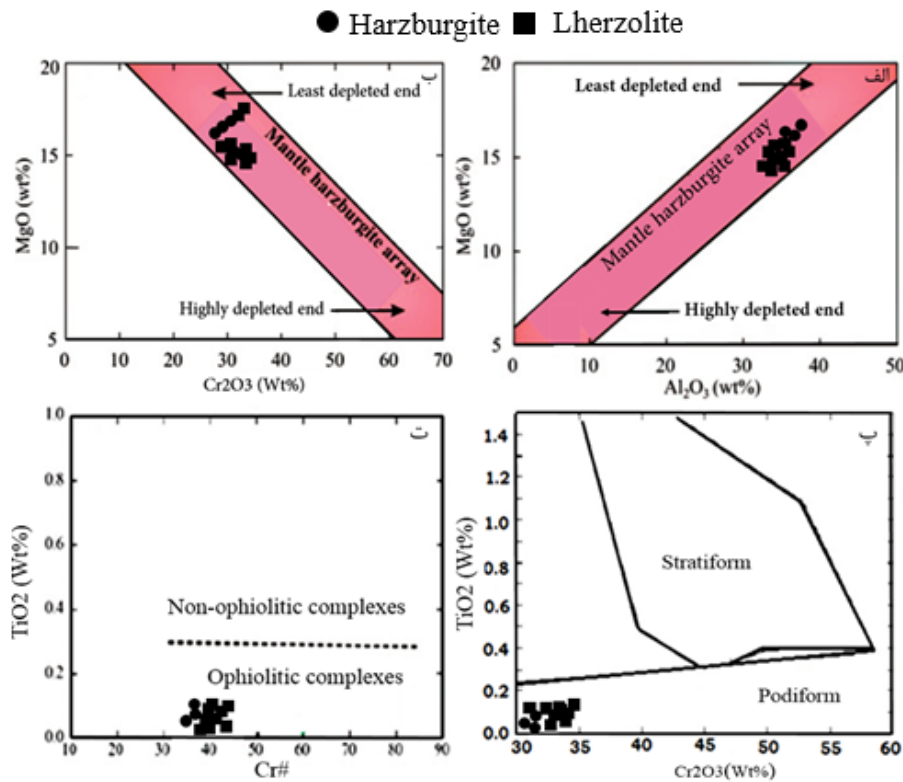 Harzburgite Lherzolite
20
15
10
5
MgO (wt%)
Least depleted end
Mantle harzburgite array
Highly depleted end
0 10 20 30 40 50 60 70
Cr2O3 (Wt%)
ب
20
15
10
5
MgO (wt%)
Least depleted end
Mantle harzburgite array
Highly depleted end
0 10 20 30 40 50
Al₂O₃ (wt%)
الف
1.0
0.8
0.6
0.4
0.2
0.0
TiO2 (Wt%)
Non-ophiolitic complexes
Ophiolitic complexes
10 20 30 40 50 60 70 80 90
Cr#
1.4
1.2
1.0
0.8
0.6
0.4
0.2
0.0
TiO2 (Wt%)
Stratiform
Podiform
30 35 40 45 50 55 60
Cr2O3(Wt%)